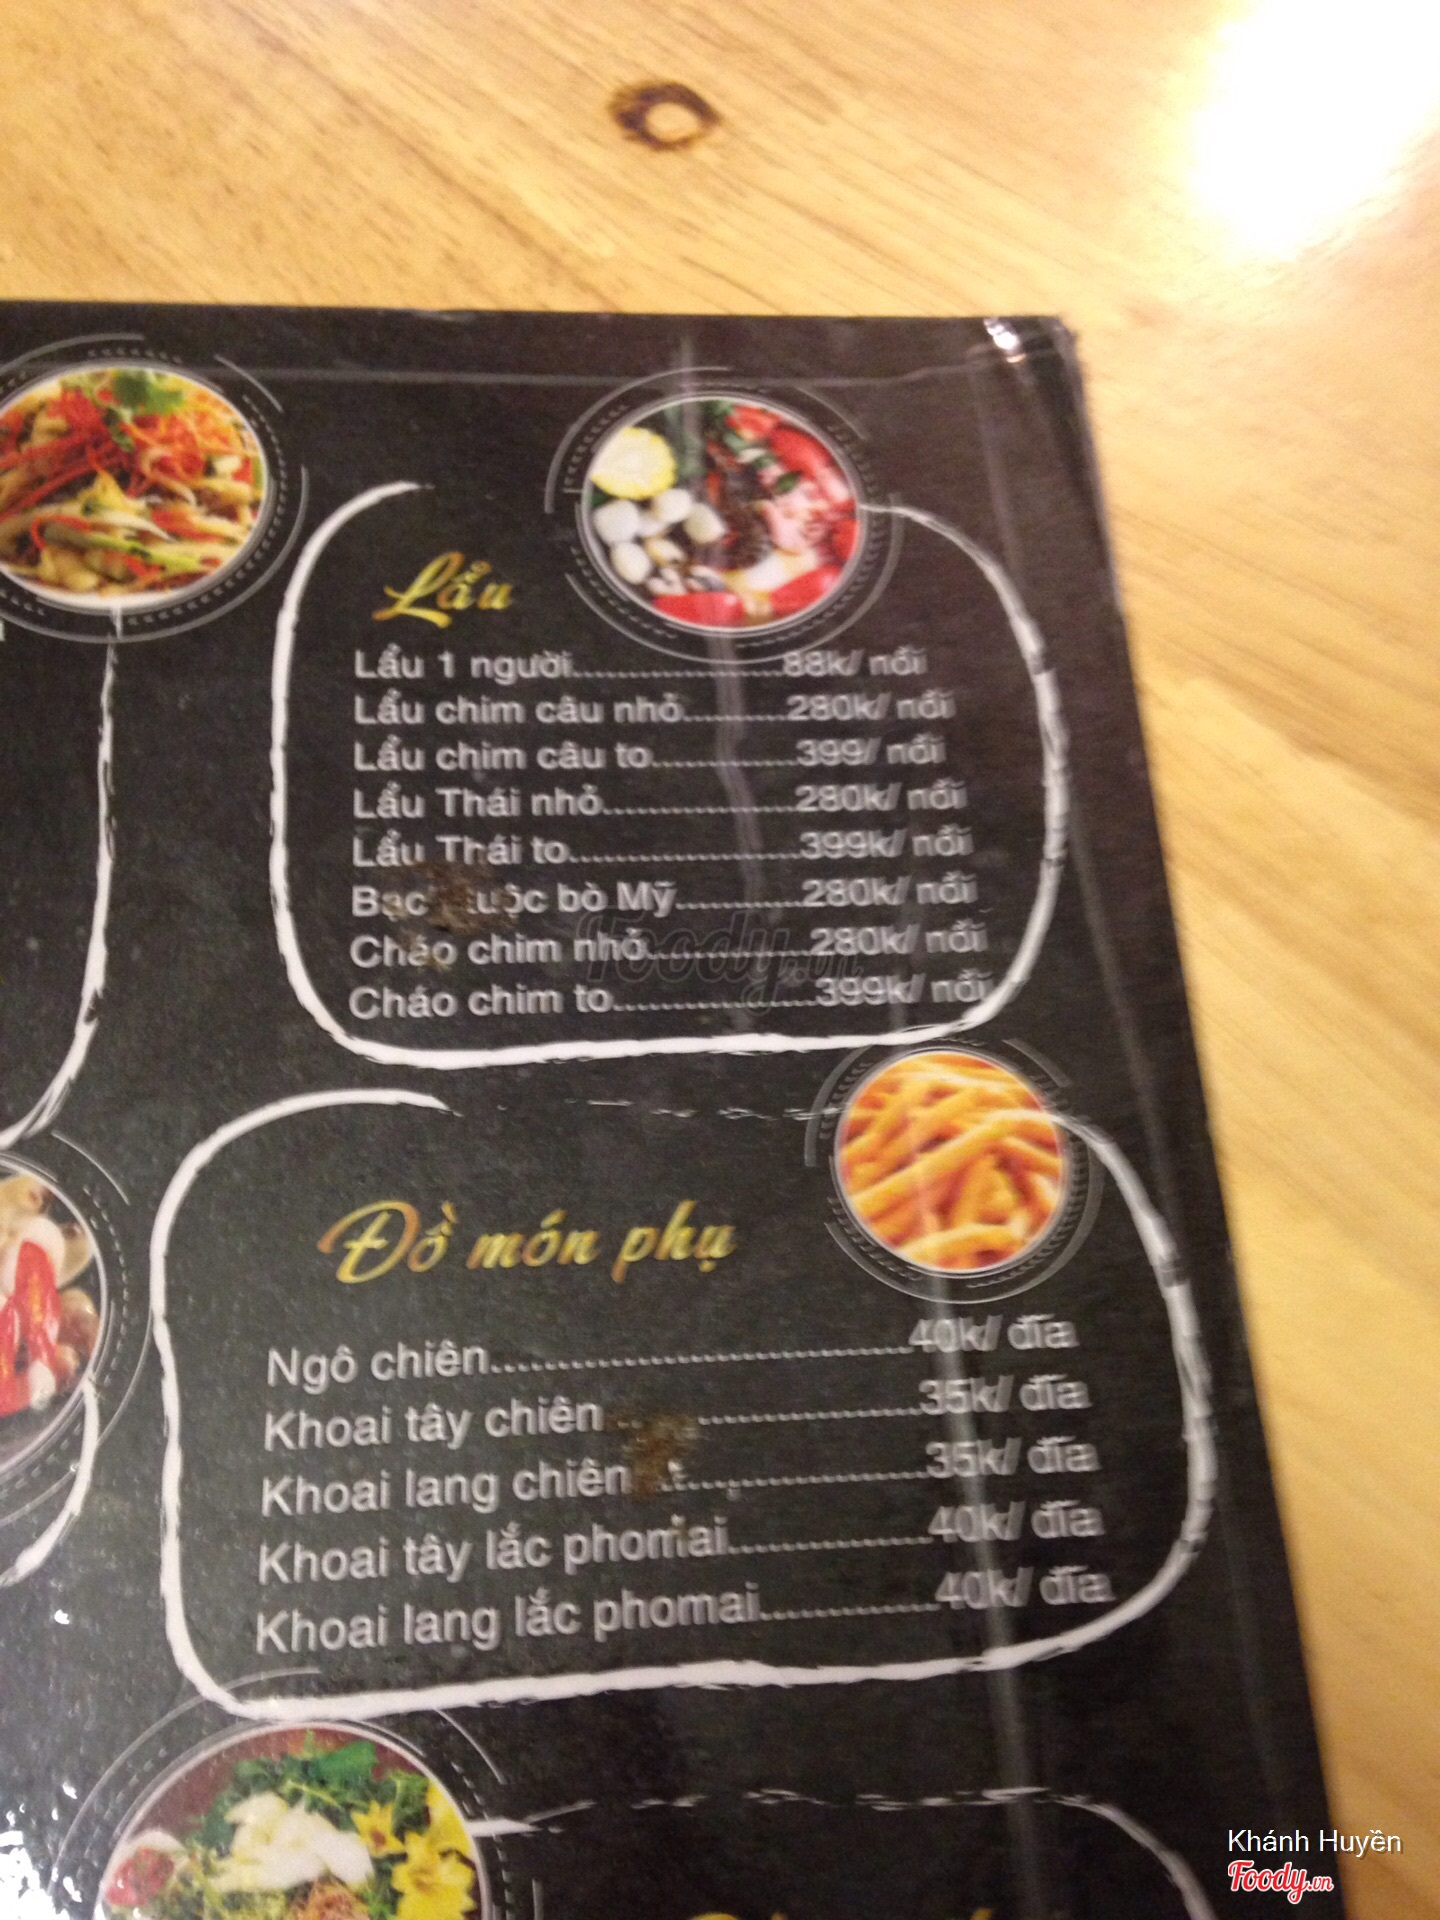 Lẩu
Lẩu 1 người....................88k/ nồi
Lẩu chim câu nhỏ..........280k/ nồi
Lẩu chim câu to..............399/ nồi
Lẩu Thái nhỏ...................280k/ nồi
Lẩu Thái to.......................399k/ nồi
bò Mỹ.............280k/ nồi
Cháo chim nhỏ................280k/ nồi
Cháo chim to....................399k/ nồi
Foody.vn
Đồ món phụ
Ngô chiên......................................40k/ đĩa
Khoai tây chiên.......................35k/ đĩa
Khoai lang chiên.......................35k/ đĩa
Khoai tây lắc phomai..................40k/ đĩa
Khoai lang lắc phomai................40k/ đĩa
Khánh Huyền
Foody.vn